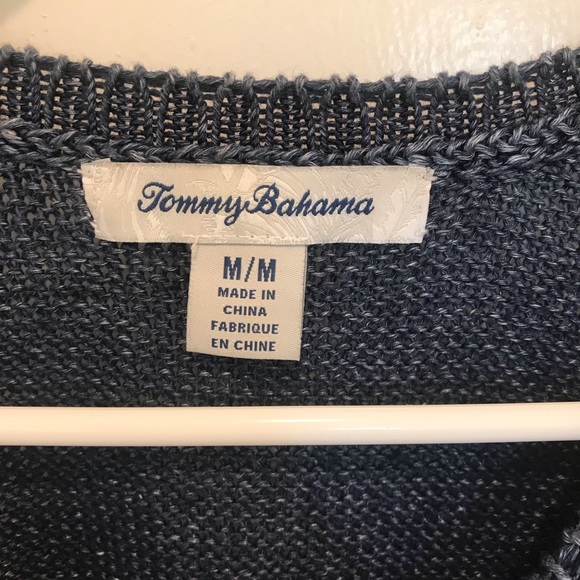 Tommy Bahama
M/M
MADE IN
CHINA
FABRIQUE
EN CHINE